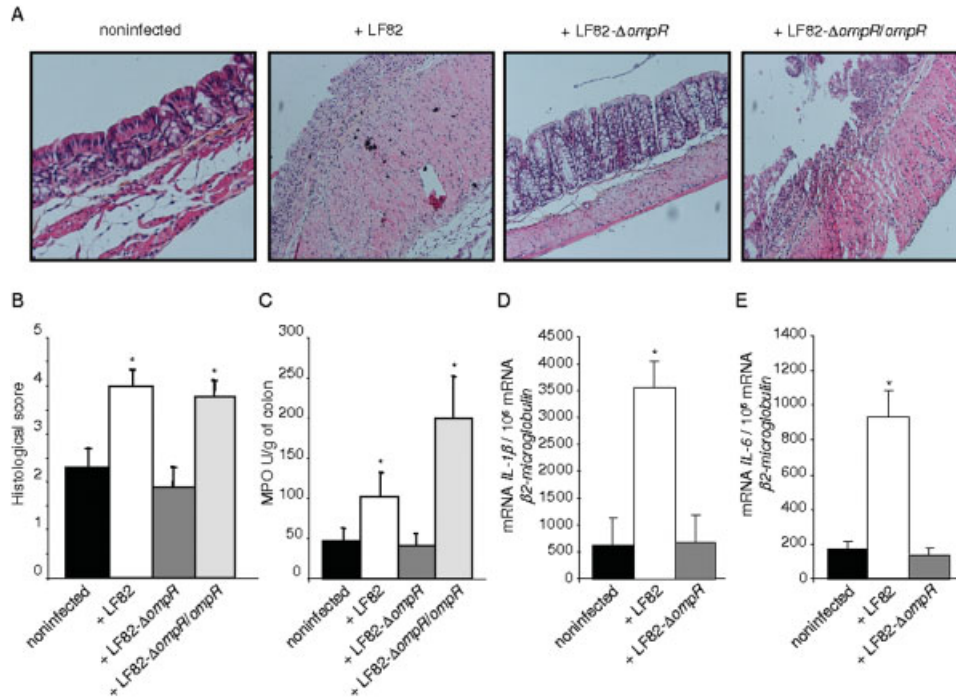 A
noninfected
+ LF82
+ LF82-ΔompR
+ LF82-ΔompR/ompR
B
Histological score
5
4
3
2
1
0
*
*
noninfected
+ LF82
+ LF82-ΔompR
+ LF82-ΔompR/ompR
C
MPO U/g of colon
300
250
200
150
100
50
0
*
*
noninfected
+ LF82
+ LF82-ΔompR
+ LF82-ΔompR/ompR
D
mRNA IL-1β / 10⁶ mRNA
β2-microglobulin
4500
4000
3500
3000
2500
2000
1500
1000
500
0
*
noninfected
+ LF82
+ LF82-ΔompR
E
mRNA IL-6 / 10⁶ mRNA
β2-microglobulin
1400
1200
1000
800
600
400
200
0
*
noninfected
+ LF82
+ LF82-ΔompR